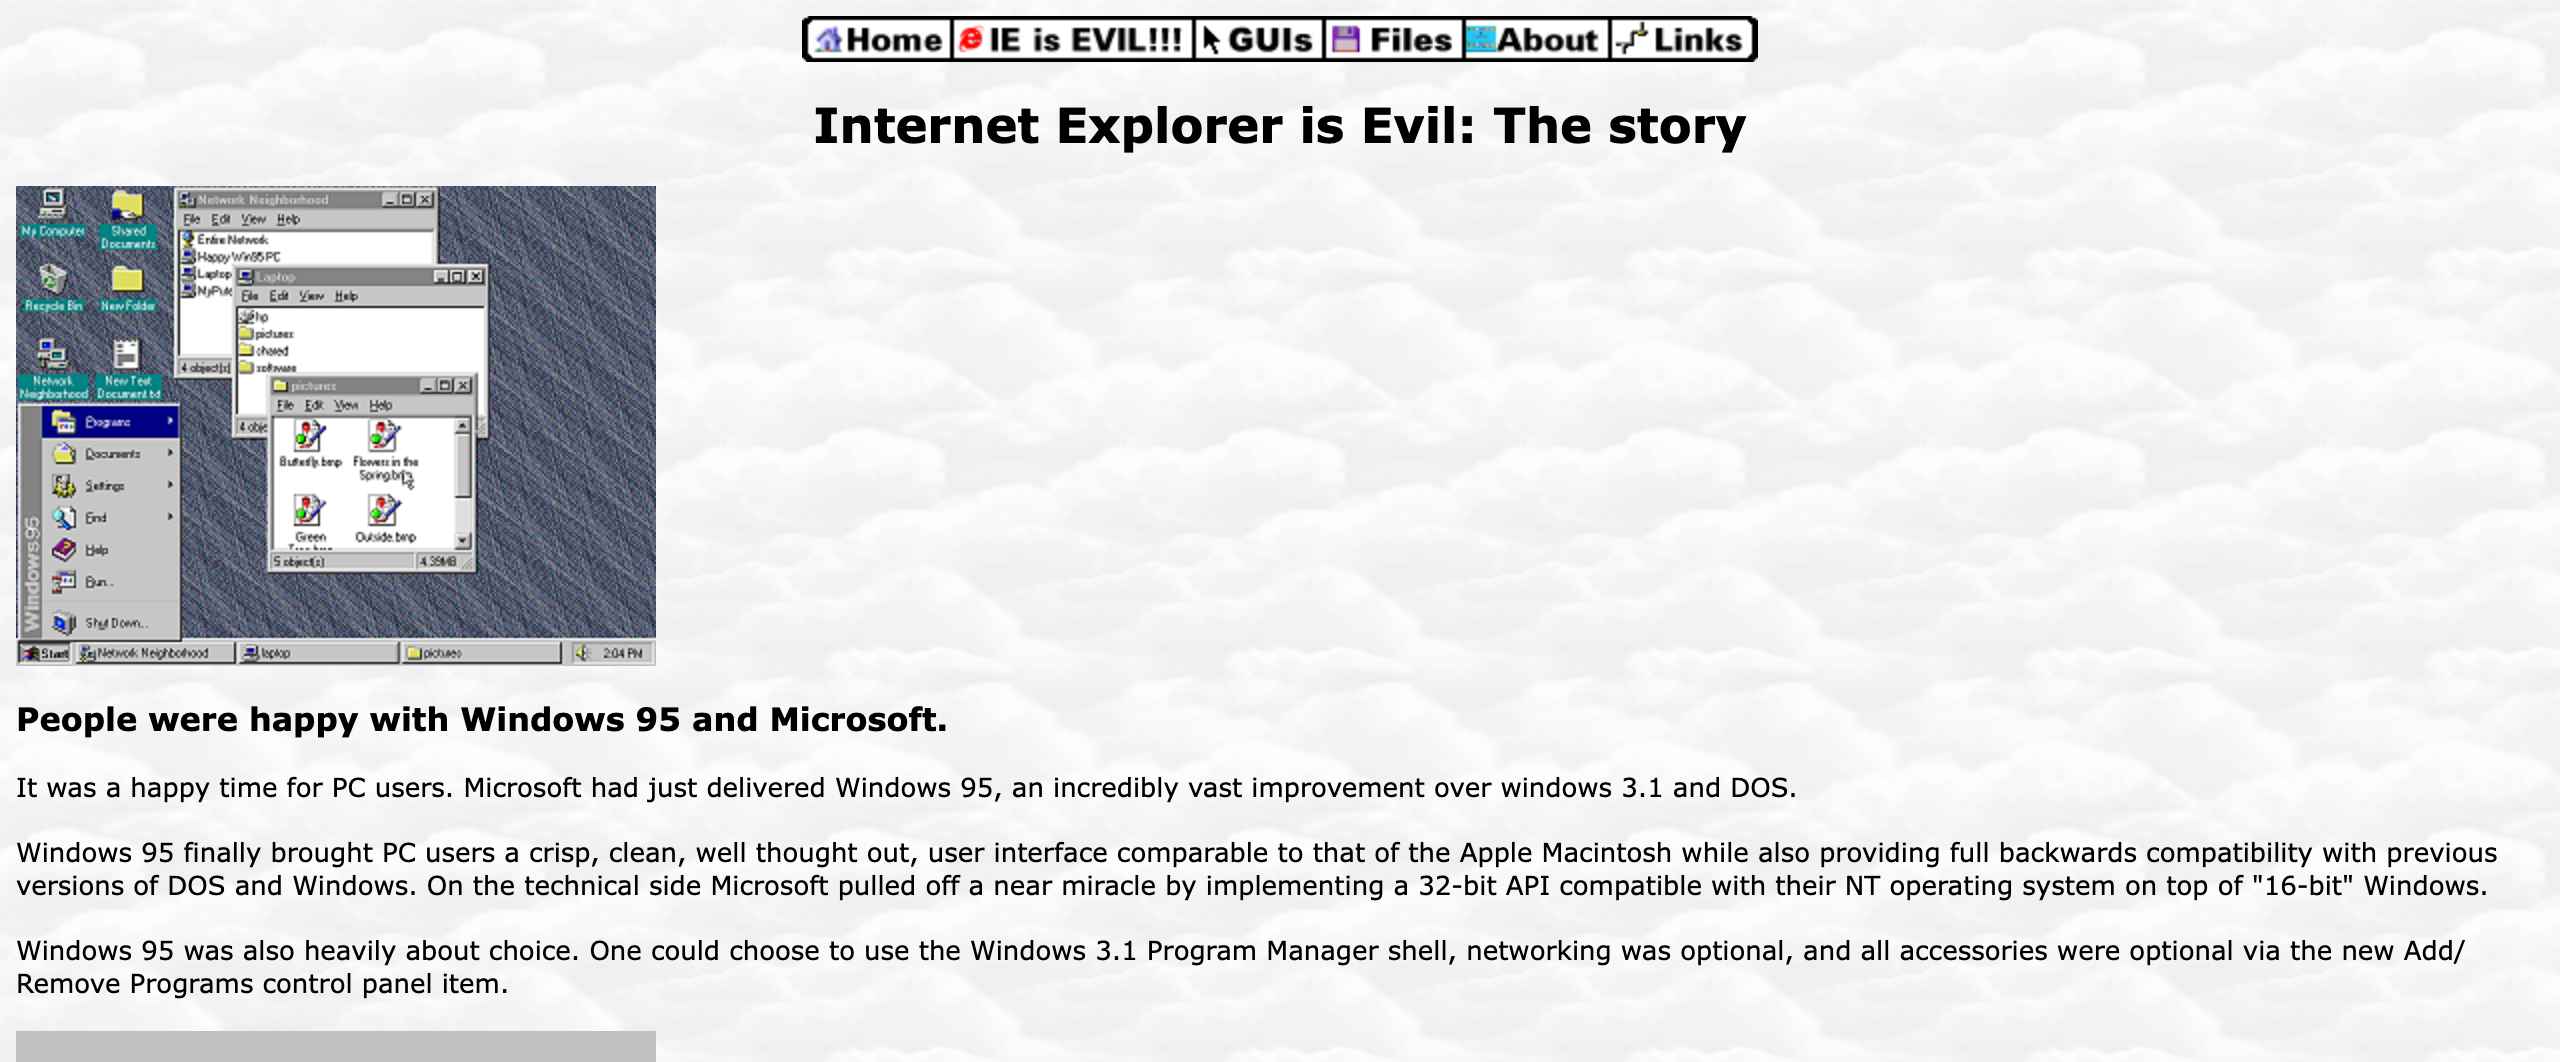 Home IE is EVIL!!! GUIs Files About Links
Internet Explorer is Evil: The story
My Computer
Shared
Documents
Recycle Bin
New Folder
Network
Neighborhood
New Text
Document.txt
Network Neighborhood
File Edit View Help
Entire Network
Happy Win95 PC
Laptop
4 object(s)
Laptop
File Edit View Help
hp
pictures
shared
software
4 obje
pictures
File Edit View Help
Butterfly.bmp
Flowers in the
Spring.bmp
Green
Outside.bmp
5 object(s) 4.39MB
Windows95
Programs
Documents
Settings
Find
Help
Run...
Shut Down...
Start Network Neighborhood laptop pictures 2:04 PM
People were happy with Windows 95 and Microsoft.
It was a happy time for PC users. Microsoft had just delivered Windows 95, an incredibly vast improvement over windows 3.1 and DOS.
Windows 95 finally brought PC users a crisp, clean, well thought out, user interface comparable to that of the Apple Macintosh while also providing full backwards compatibility with previous
versions of DOS and Windows. On the technical side Microsoft pulled off a near miracle by implementing a 32-bit API compatible with their NT operating system on top of "16-bit" Windows.
Windows 95 was also heavily about choice. One could choose to use the Windows 3.1 Program Manager shell, networking was optional, and all accessories were optional via the new Add/
Remove Programs control panel item.